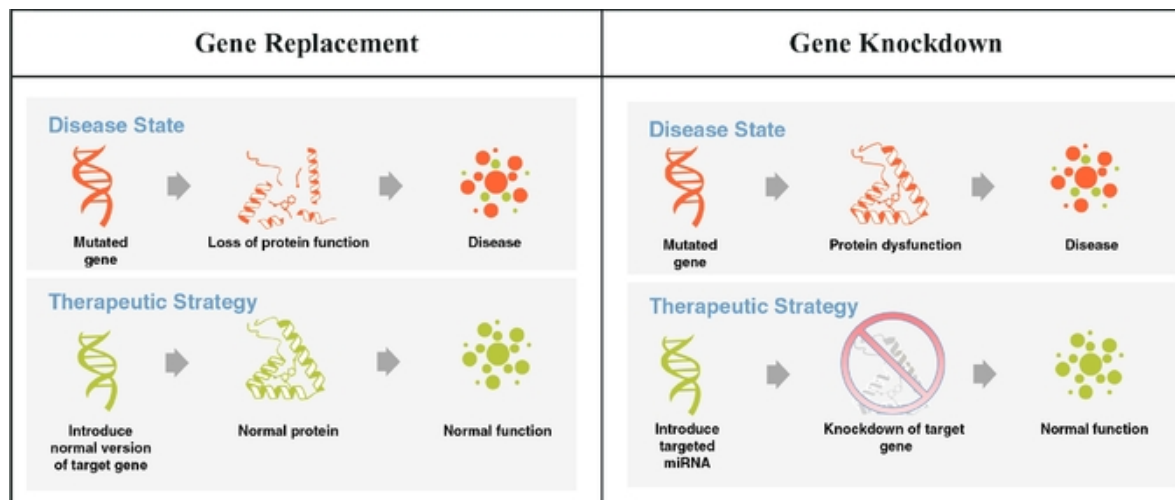 Gene Replacement
Gene Knockdown
Disease State
Mutated
gene
Loss of protein function
Disease
Therapeutic Strategy
Introduce
normal version
of target gene
Normal protein
Normal function
Disease State
Mutated
gene
Protein dysfunction
Disease
Therapeutic Strategy
Introduce
targeted
miRNA
Knockdown of target
gene
Normal function